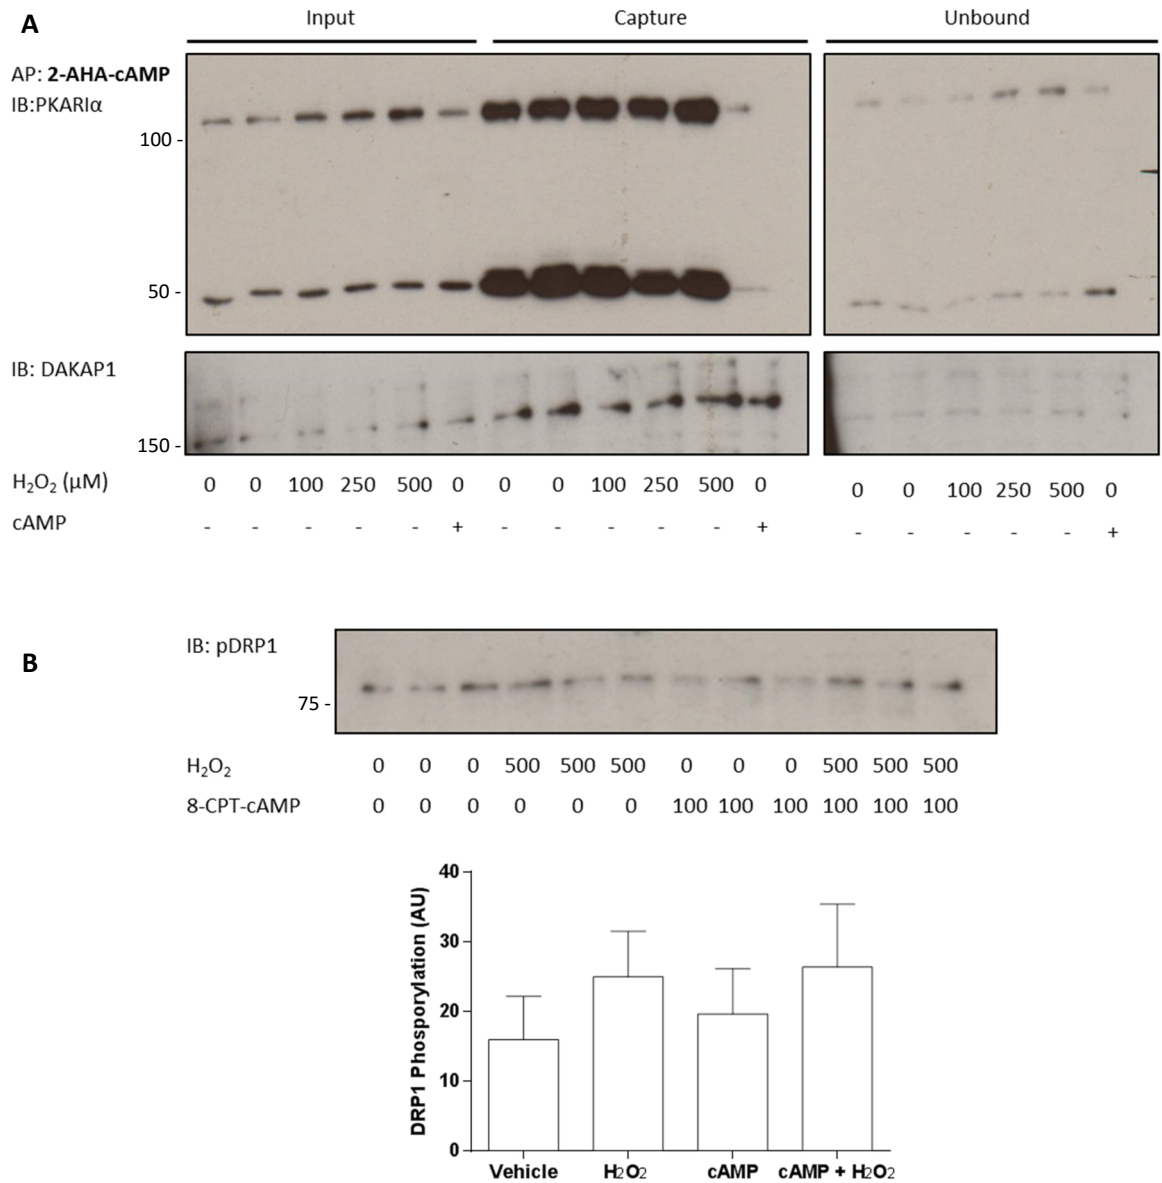 A
Input Capture Unbound
AP: 2-AHA-cAMP
IB:PKARIα
100 -
50 -
IB: DAKAP1
150 -
H₂O₂ (μM) 0 0 100 250 500 0 0 0 100 250 500 0 0 0 100 250 500 0
cAMP - - - - - + - - - - - + - - - - - +
B
IB: pDRP1
75 -
H₂O₂ 0 0 0 500 500 500 0 0 0 500 500 500
8-CPT-cAMP 0 0 0 0 0 0 100 100 100 100 100 100
DRP1 Phosporylation (AU)
40
30
20
10
0
Vehicle H₂O₂ cAMP cAMP + H₂O₂